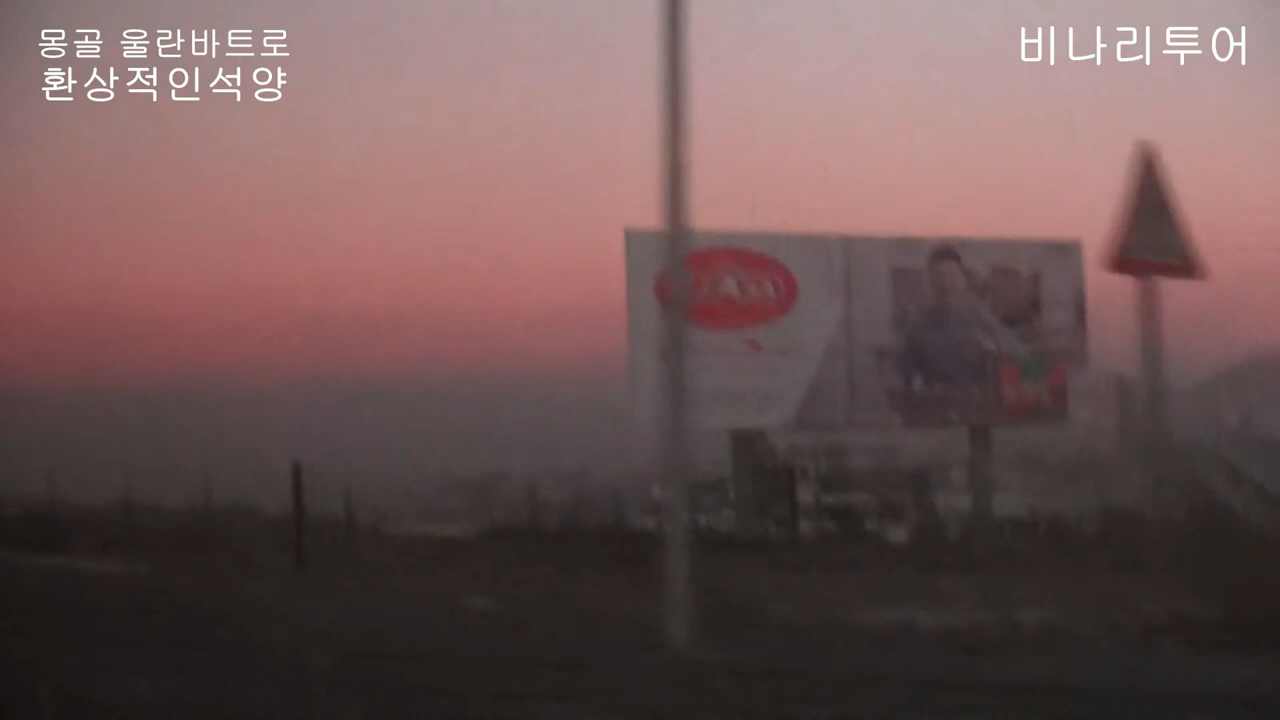 몽골 울란바트로
환상적인석양
비나리투어